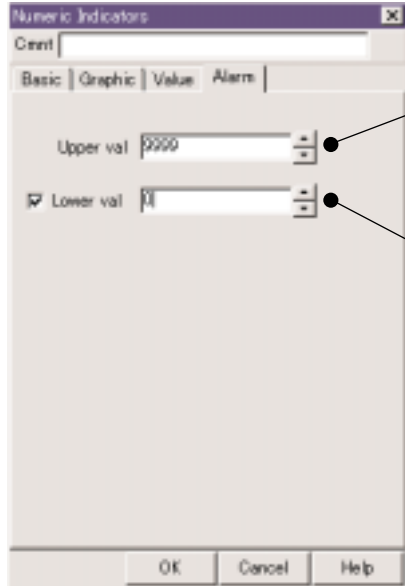 Numeric Indicators
Cmnt
Basic Graphic Value Alarm
Upper val 9999
Lower val 0
OK Cancel Help